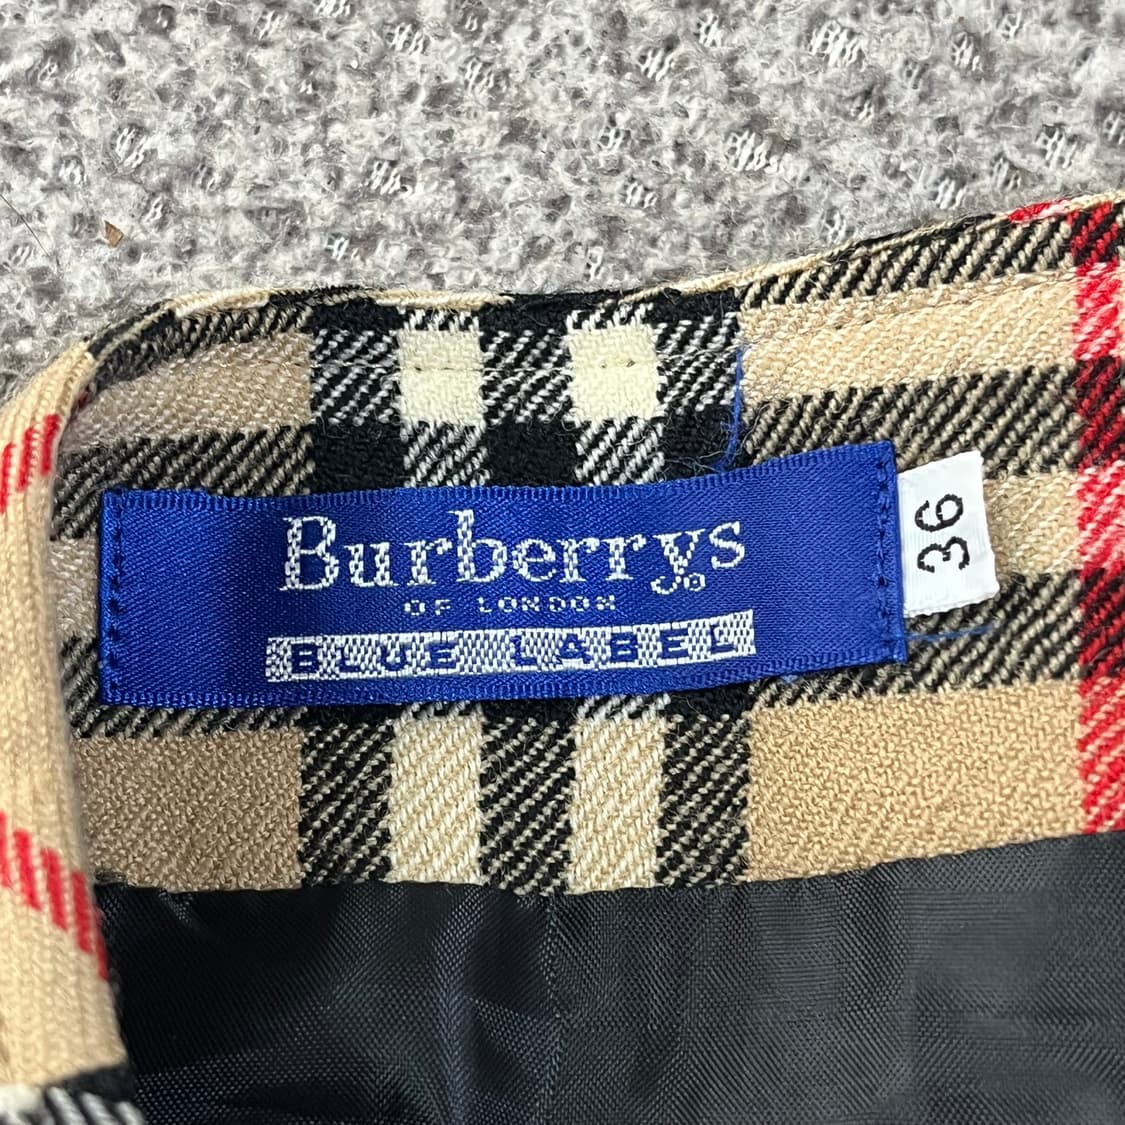 Burberrys
OF LONDON
BLUE LABEL
36